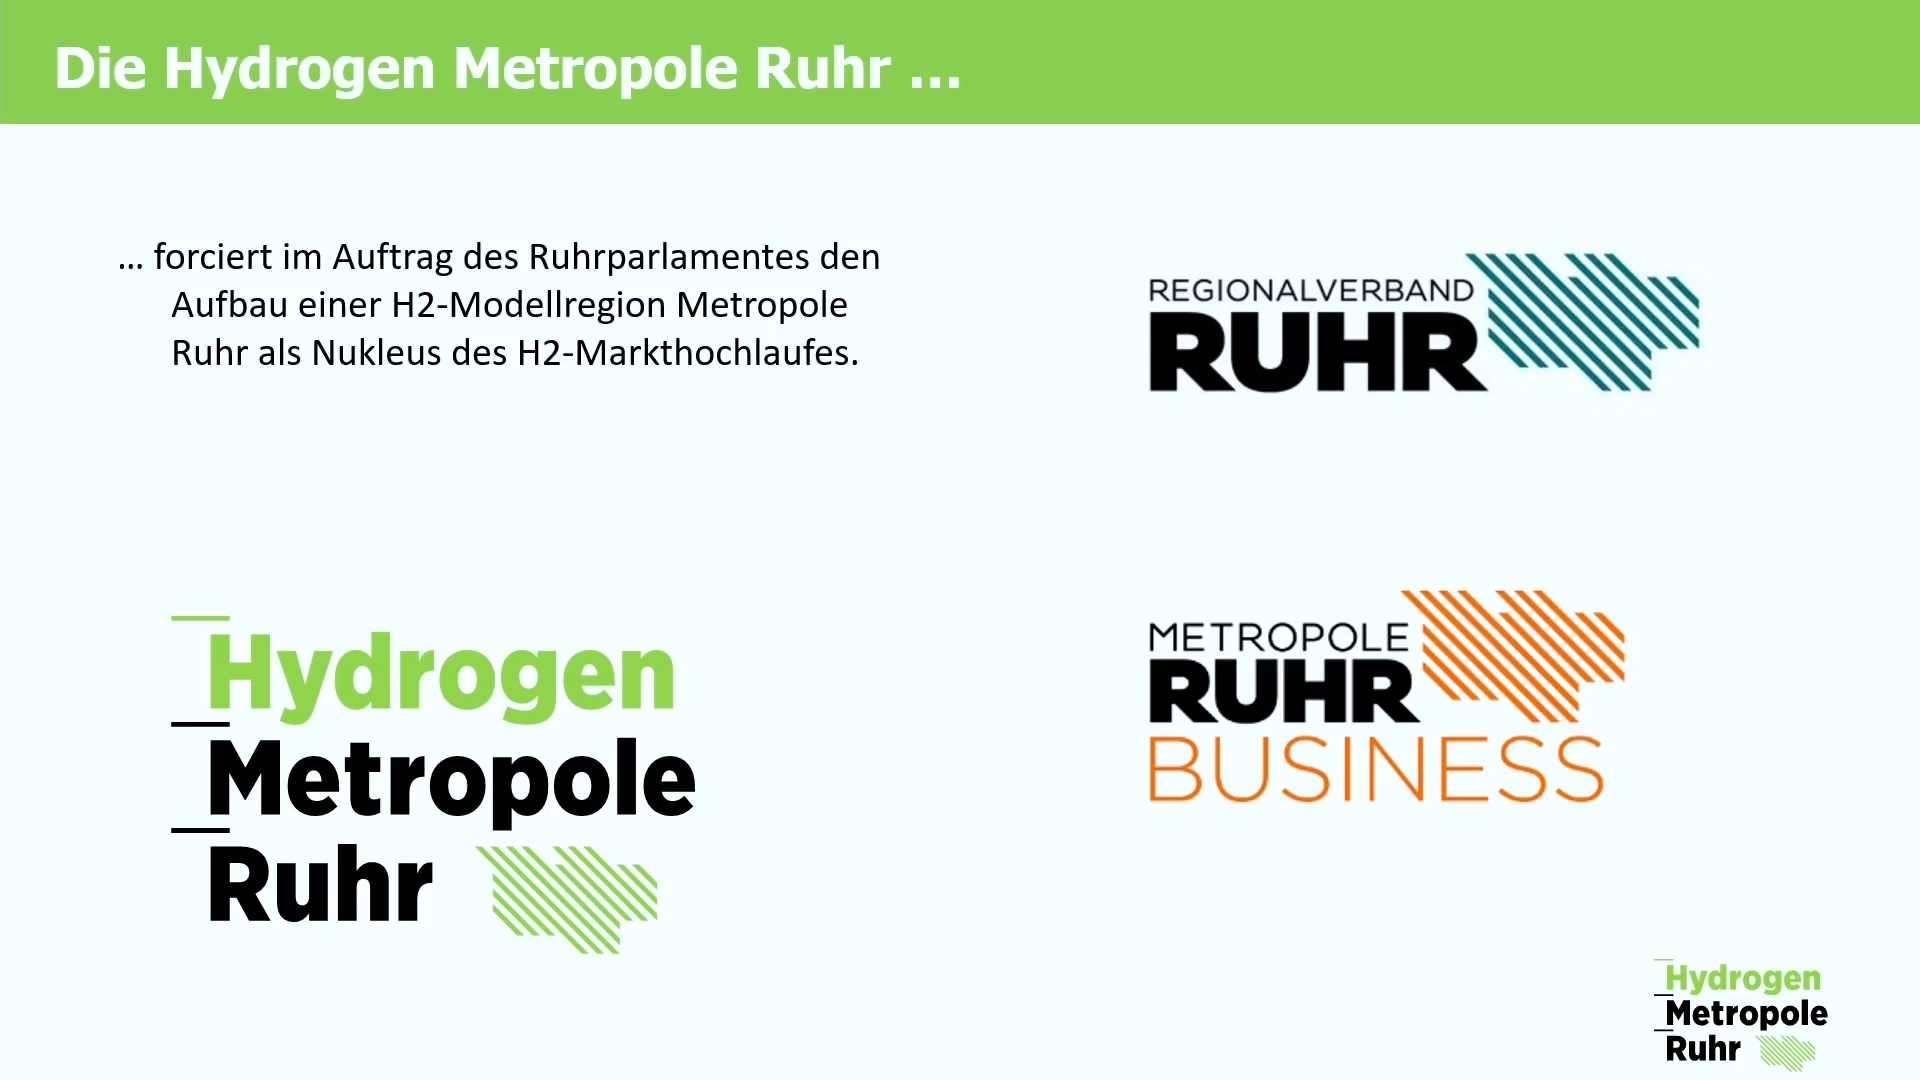 Die Hydrogen Metropole Ruhr ...
... forciert im Auftrag des Ruhrparlamentes den
Aufbau einer H2-Modellregion Metropole
Ruhr als Nukleus des H2-Markthochlaufes.
REGIONALVERBAND
RUHR
Hydrogen
Metropole
Ruhr
METROPOLE
RUHR
BUSINESS
Hydrogen
Metropole
Ruhr